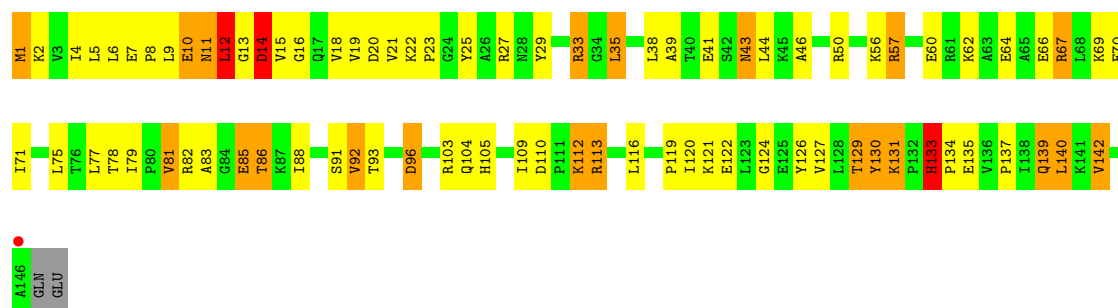 M1 K2 V3 I4 L5 L6 E7 P8 L9 E10 N11 L12 G13 D14 V15 G16 Q17 V18 V19 D20 V21 K22 P23 G24 Y25 A26 R27 N28 Y29 R33 G34 L35 L38 A39 T40 E41 S42 N43 L44 K45 A46 R50 K56 R57 E60 R61 K62 A63 E64 A65 E66 R67 L68 K69
I71 L75 T76 L77 T78 I79 P80 V81 R82 A83 G84 E85 T86 K87 I88 S91 V92 T93 D96 R103 Q104 H105 I109 D110 P111 K112 R113 L116 P119 I120 K121 E122 L123 G124 E125 Y126 V127 L128 T129 Y130 K131 P132 H133 P134 E135 V136 P137 I138 Q139 L140 K141 V142
A146 GLN GLU